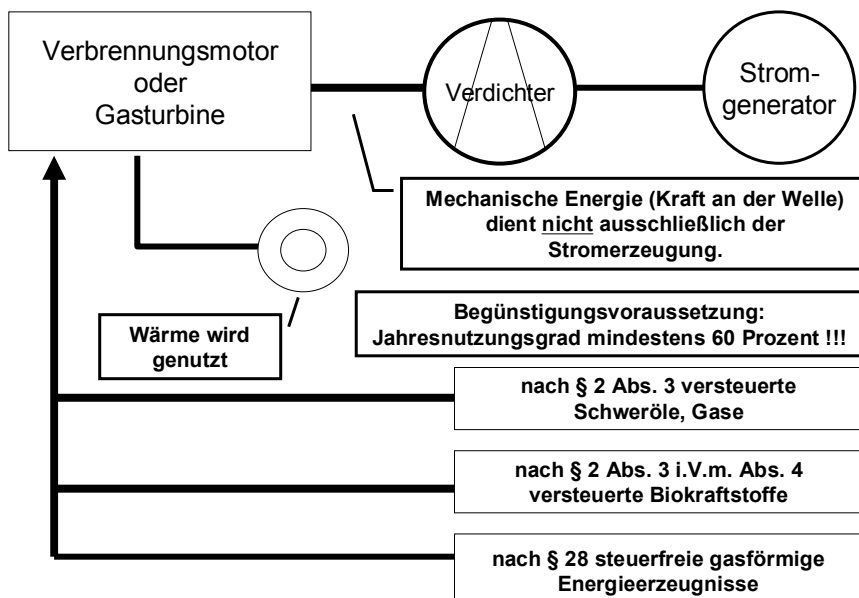 Verbrennungsmotor
oder
Gasturbine
Verdichter
Strom-
generator
Mechanische Energie (Kraft an der Welle)
dient nicht ausschließlich der
Stromerzeugung.
Wärme wird
genutzt
Begünstigungsvoraussetzung:
Jahresnutzungsgrad mindestens 60 Prozent !!!
nach § 2 Abs. 3 versteuerte
Schweröle, Gase
nach § 2 Abs. 3 i.V.m. Abs. 4
versteuerte Biokraftstoffe
nach § 28 steuerfreie gasförmige
Energieerzeugnisse